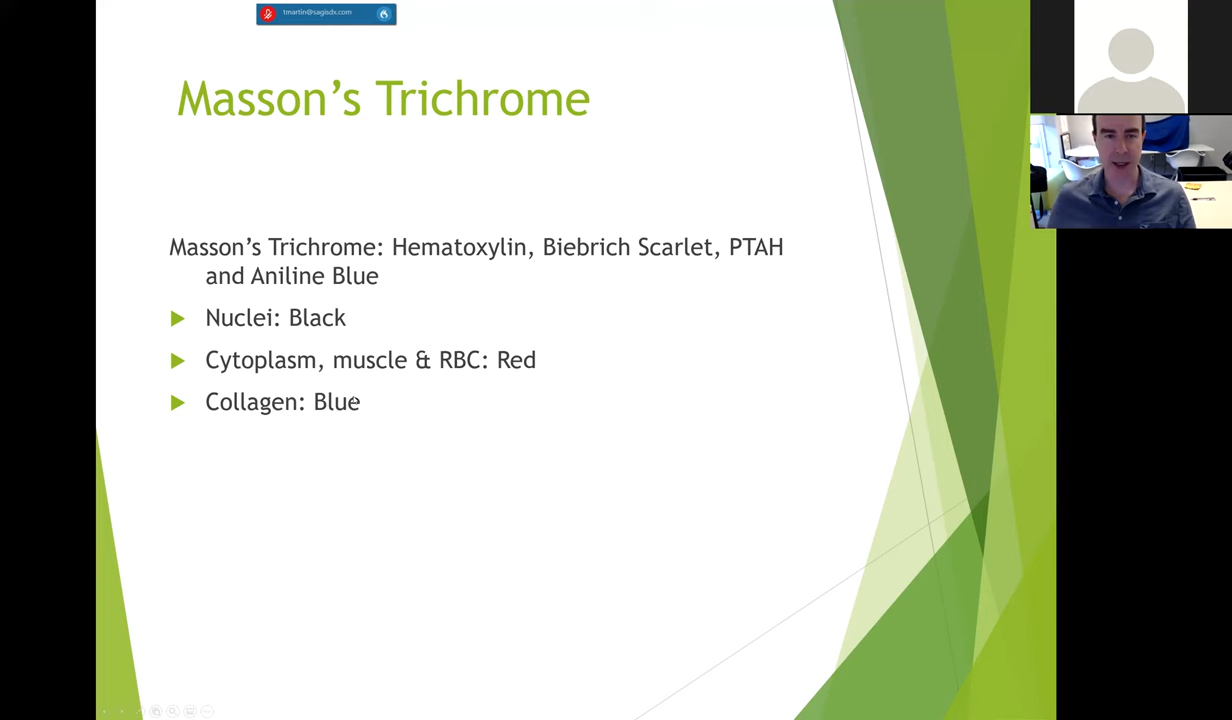 tmartin@sagisdx.com
Masson’s Trichrome
Masson’s Trichrome: Hematoxylin, Biebrich Scarlet, PTAH
and Aniline Blue
Nuclei: Black
Cytoplasm, muscle & RBC: Red
Collagen: Blue